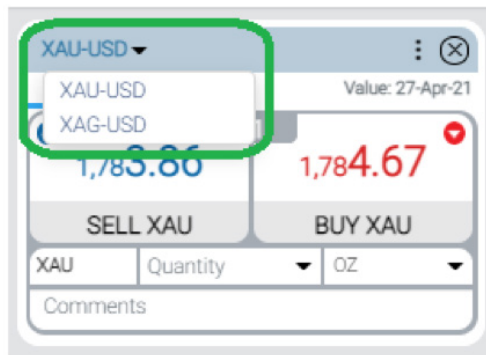 XAU-USD
XAU-USD
Value: 27-Apr-21
XAG-USD
1,783.86
1,784.67
SELL XAU
BUY XAU
XAU
Quantity
OZ
Comments